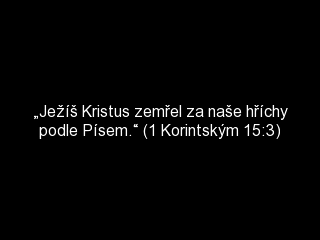 „Ježíš Kristus zemřel za naše hříchy
podle Písem.“ (1 Korintským 15:3)